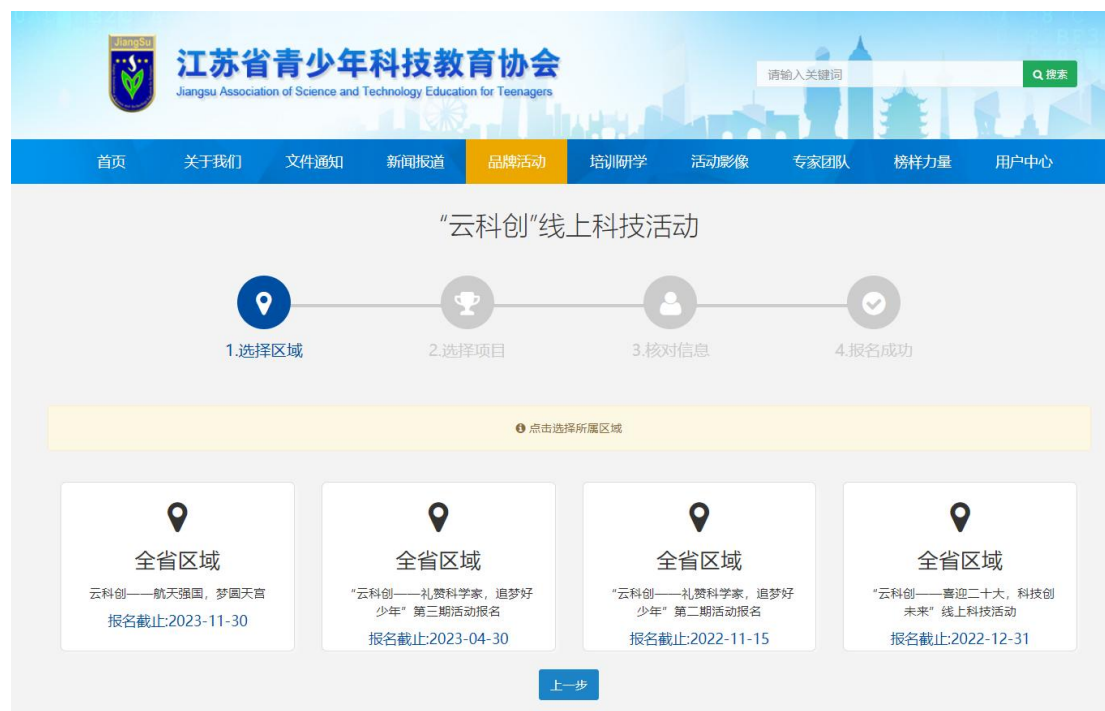 JiangSu
江苏省青少年科技教育协会
Jiangsu Association of Science and Technology Education for Teenagers
请输入关键词
搜索
首页 关于我们 文件通知 新闻报道 品牌活动 培训研学 活动影像 专家团队 榜样力量 用户中心
“云科创”线上科技活动
1.选择区域 2.选择项目 3.核对信息 4.报名成功
点击选择所属区域
全省区域
云科创——航天强国，梦圆天宫
报名截止:2023-11-30
全省区域
“云科创——礼赞科学家，追梦好
少年”第三期活动报名
报名截止:2023-04-30
全省区域
“云科创——礼赞科学家，追梦好
少年”第二期活动报名
报名截止:2022-11-15
全省区域
“云科创——喜迎二十大，科技创
未来”线上科技活动
报名截止:2022-12-31
上一步